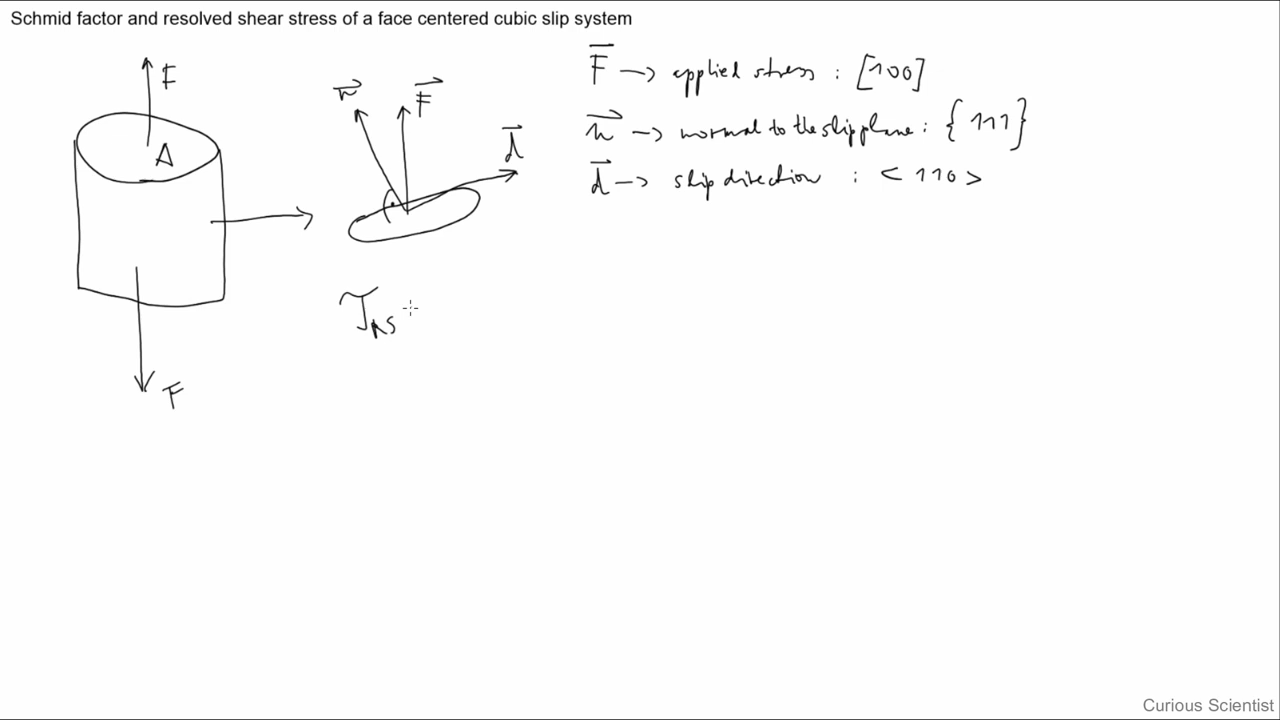 Schmid factor and resolved shear stress of a face centered cubic slip system
F
A
F
n F d
F → applied stress : [100]
n → normal to the slip plane : {111}
d → slip direction : <110>
τRS
Curious Scientist